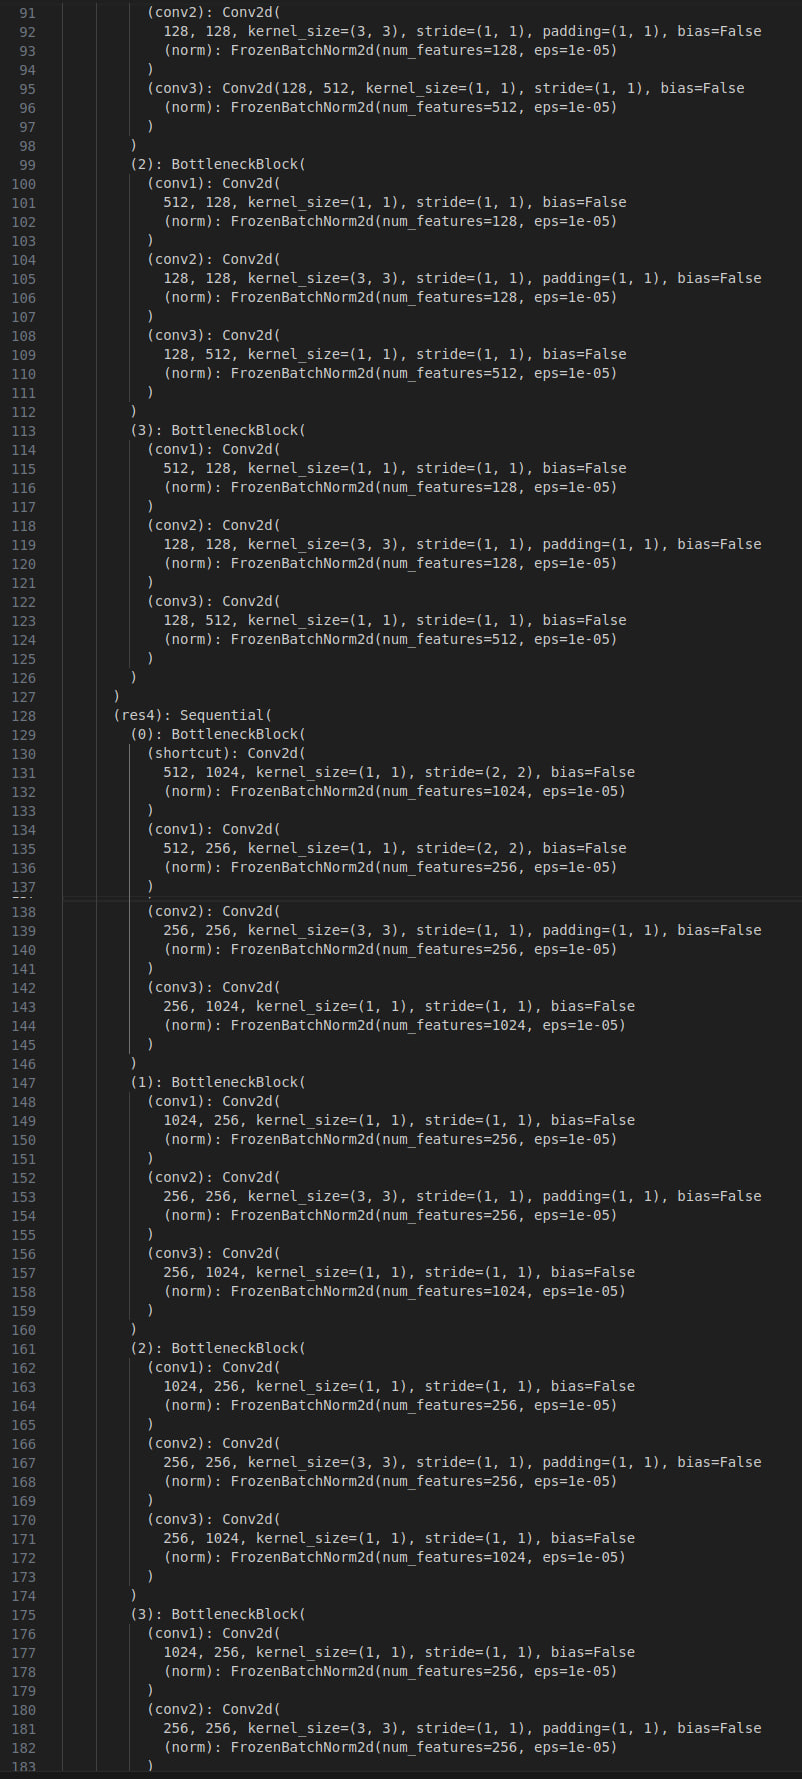 91 (conv2): Conv2d(
92 128, 128, kernel_size=(3, 3), stride=(1, 1), padding=(1, 1), bias=False
93 (norm): FrozenBatchNorm2d(num_features=128, eps=1e-05)
94 )
95 (conv3): Conv2d(128, 512, kernel_size=(1, 1), stride=(1, 1), bias=False
96 (norm): FrozenBatchNorm2d(num_features=512, eps=1e-05)
97 )
98 )
99 (2): BottleneckBlock(
100 (conv1): Conv2d(
101 512, 128, kernel_size=(1, 1), stride=(1, 1), bias=False
102 (norm): FrozenBatchNorm2d(num_features=128, eps=1e-05)
103 )
104 (conv2): Conv2d(
105 128, 128, kernel_size=(3, 3), stride=(1, 1), padding=(1, 1), bias=False
106 (norm): FrozenBatchNorm2d(num_features=128, eps=1e-05)
107 )
108 (conv3): Conv2d(
109 128, 512, kernel_size=(1, 1), stride=(1, 1), bias=False
110 (norm): FrozenBatchNorm2d(num_features=512, eps=1e-05)
111 )
112 )
113 (3): BottleneckBlock(
114 (conv1): Conv2d(
115 512, 128, kernel_size=(1, 1), stride=(1, 1), bias=False
116 (norm): FrozenBatchNorm2d(num_features=128, eps=1e-05)
117 )
118 (conv2): Conv2d(
119 128, 128, kernel_size=(3, 3), stride=(1, 1), padding=(1, 1), bias=False
120 (norm): FrozenBatchNorm2d(num_features=128, eps=1e-05)
121 )
122 (conv3): Conv2d(
123 128, 512, kernel_size=(1, 1), stride=(1, 1), bias=False
124 (norm): FrozenBatchNorm2d(num_features=512, eps=1e-05)
125 )
126 )
127 )
128 (res4): Sequential(
129 (0): BottleneckBlock(
130 (shortcut): Conv2d(
131 512, 1024, kernel_size=(1, 1), stride=(2, 2), bias=False
132 (norm): FrozenBatchNorm2d(num_features=1024, eps=1e-05)
133 )
134 (conv1): Conv2d(
135 512, 256, kernel_size=(1, 1), stride=(2, 2), bias=False
136 (norm): FrozenBatchNorm2d(num_features=256, eps=1e-05)
137 )
138 (conv2): Conv2d(
139 256, 256, kernel_size=(3, 3), stride=(1, 1), padding=(1, 1), bias=False
140 (norm): FrozenBatchNorm2d(num_features=256, eps=1e-05)
141 )
142 (conv3): Conv2d(
143 256, 1024, kernel_size=(1, 1), stride=(1, 1), bias=False
144 (norm): FrozenBatchNorm2d(num_features=1024, eps=1e-05)
145 )
146 )
147 (1): BottleneckBlock(
148 (conv1): Conv2d(
149 1024, 256, kernel_size=(1, 1), stride=(1, 1), bias=False
150 (norm): FrozenBatchNorm2d(num_features=256, eps=1e-05)
151 )
152 (conv2): Conv2d(
153 256, 256, kernel_size=(3, 3), stride=(1, 1), padding=(1, 1), bias=False
154 (norm): FrozenBatchNorm2d(num_features=256, eps=1e-05)
155 )
156 (conv3): Conv2d(
157 256, 1024, kernel_size=(1, 1), stride=(1, 1), bias=False
158 (norm): FrozenBatchNorm2d(num_features=1024, eps=1e-05)
159 )
160 )
161 (2): BottleneckBlock(
162 (conv1): Conv2d(
163 1024, 256, kernel_size=(1, 1), stride=(1, 1), bias=False
164 (norm): FrozenBatchNorm2d(num_features=256, eps=1e-05)
165 )
166 (conv2): Conv2d(
167 256, 256, kernel_size=(3, 3), stride=(1, 1), padding=(1, 1), bias=False
168 (norm): FrozenBatchNorm2d(num_features=256, eps=1e-05)
169 )
170 (conv3): Conv2d(
171 256, 1024, kernel_size=(1, 1), stride=(1, 1), bias=False
172 (norm): FrozenBatchNorm2d(num_features=1024, eps=1e-05)
173 )
174 )
175 (3): BottleneckBlock(
176 (conv1): Conv2d(
177 1024, 256, kernel_size=(1, 1), stride=(1, 1), bias=False
178 (norm): FrozenBatchNorm2d(num_features=256, eps=1e-05)
179 )
180 (conv2): Conv2d(
181 256, 256, kernel_size=(3, 3), stride=(1, 1), padding=(1, 1), bias=False
182 (norm): FrozenBatchNorm2d(num_features=256, eps=1e-05)
183 )